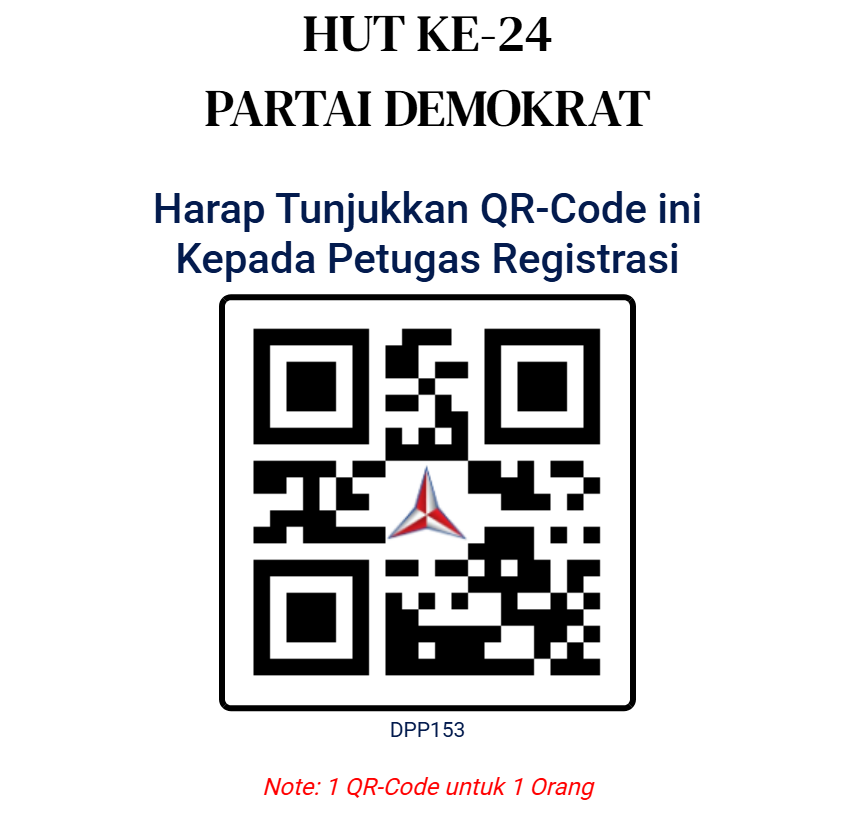 HUT KE-24
PARTAI DEMOKRAT
Harap Tunjukkan QR-Code ini
Kepada Petugas Registrasi
DPP153
Note: 1 QR-Code untuk 1 Orang